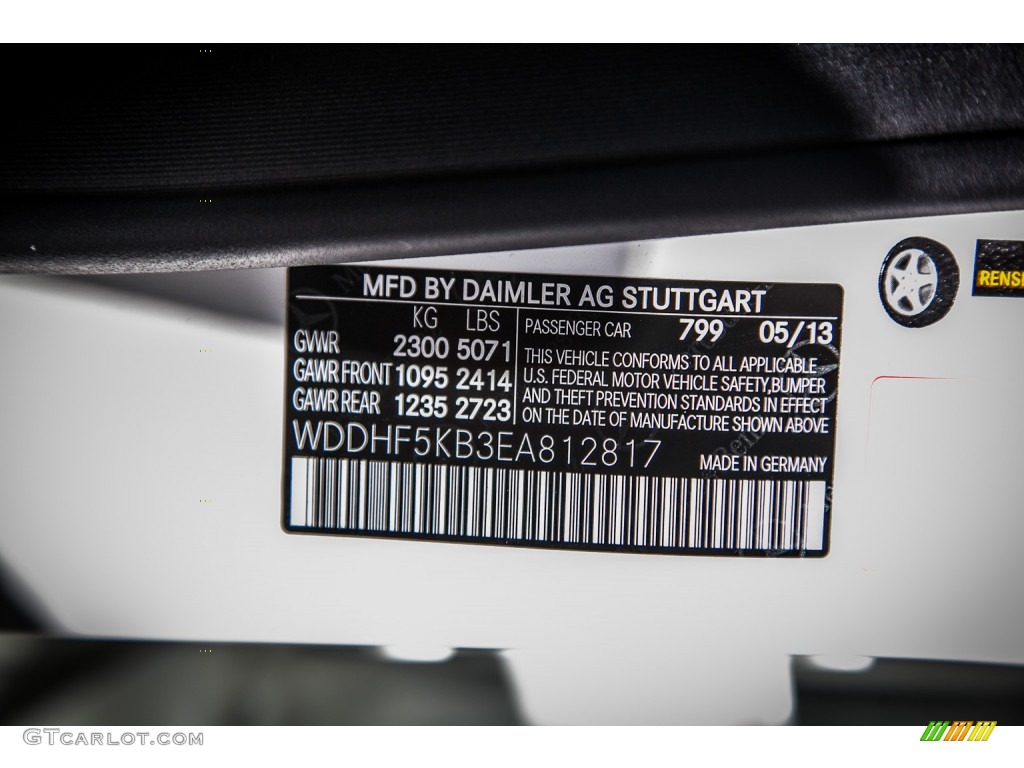 MFD BY DAIMLER AG STUTTGART
KG LBS
GVWR 2300 5071
GAWR FRONT 1095 2414
GAWR REAR 1235 2723
PASSENGER CAR 799 05/13
THIS VEHICLE CONFORMS TO ALL APPLICABLE
U.S. FEDERAL MOTOR VEHICLE SAFETY,BUMPER
AND THEFT PREVENTION STANDARDS IN EFFECT
ON THE DATE OF MANUFACTURE SHOWN ABOVE
WDDHF5KB3EA812817
MADE IN GERMANY
GTCARLOT.COM